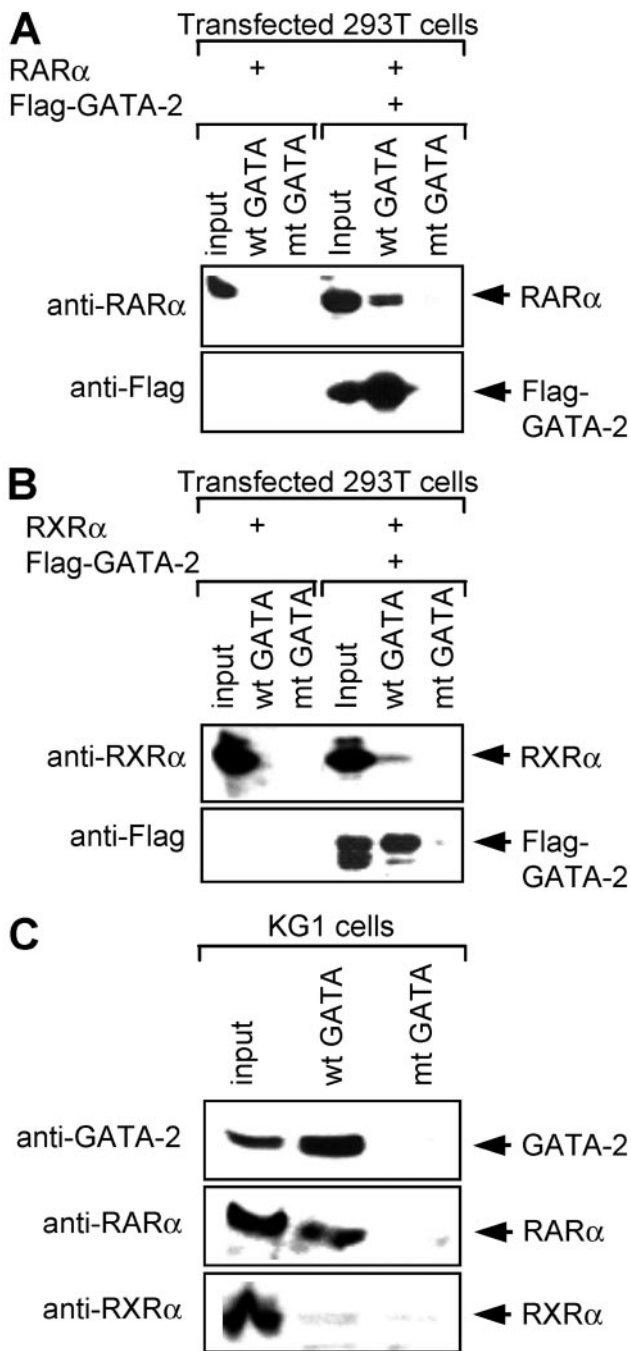 A
Transfected 293T cells
RARα + +
Flag-GATA-2 +
input wt GATA mt GATA Input wt GATA mt GATA
anti-RARα RARα
anti-Flag Flag-
GATA-2
B
Transfected 293T cells
RXRα + +
Flag-GATA-2 +
input wt GATA mt GATA Input wt GATA mt GATA
anti-RXRα RXRα
anti-Flag Flag-
GATA-2
C
KG1 cells
input wt GATA mt GATA
anti-GATA-2 GATA-2
anti-RARα RARα
anti-RXRα RXRα